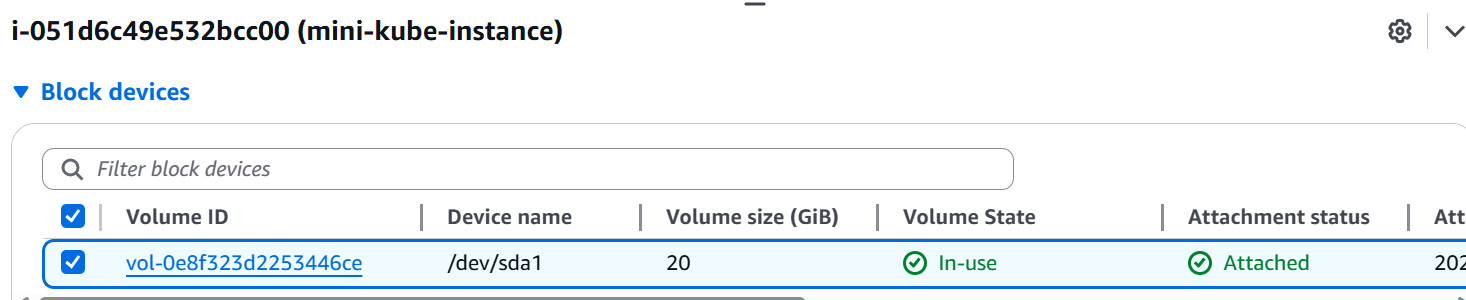 i-051d6c49e532bcc00 (mini-kube-instance)
Block devices
Filter block devices
Volume ID Device name Volume size (GiB) Volume State Attachment status Att
vol-0e8f323d2253446ce /dev/sda1 20 In-use Attached 202